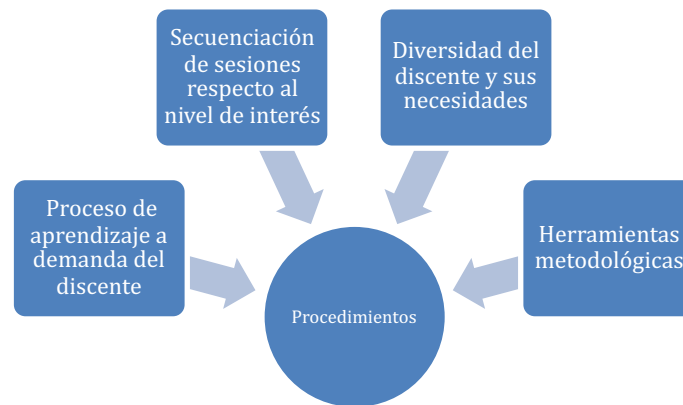 Secuenciación
de sesiones
respecto al
nivel de interés
Diversidad del
discente y sus
necesidades
Proceso de
aprendizaje a
demanda del
discente
Herramientas
metodológicas
Procedimientos